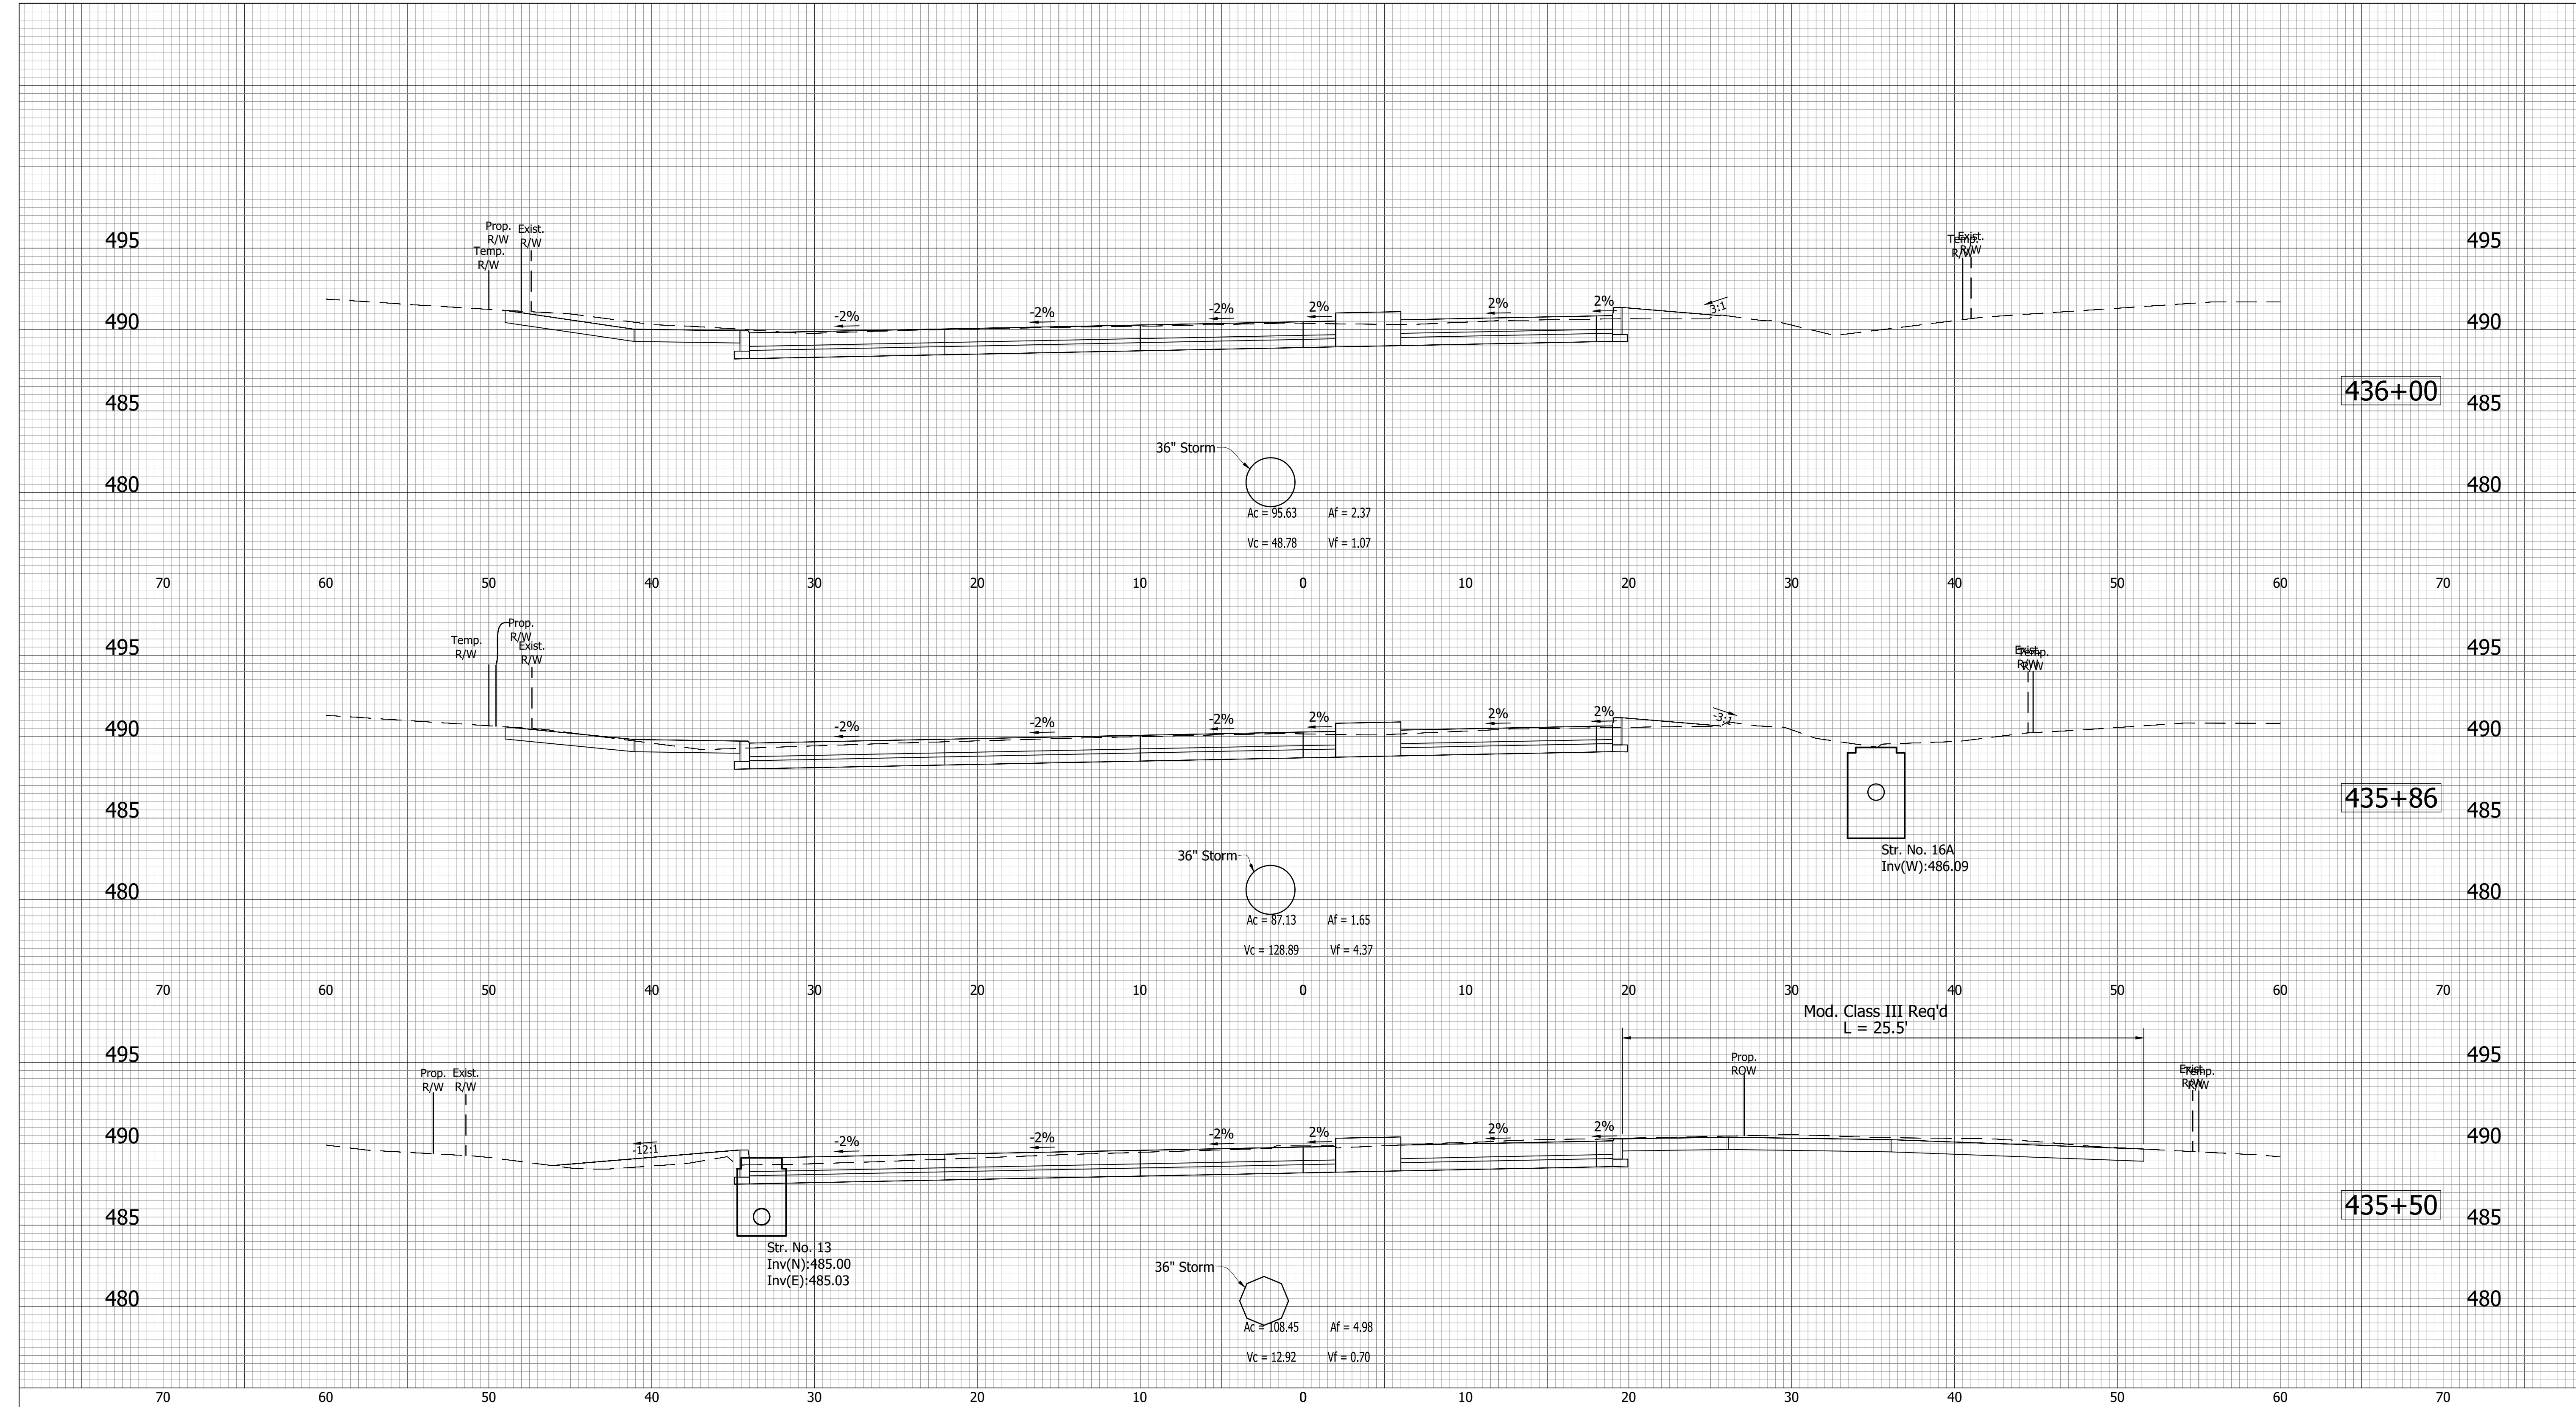 Prop.
R/W
Exist.
R/W
Temp.
R/W
Temp.
R/W
Exist.
R/W
495
495
-2%
-2%
-2%
2%
2%
2%
3:1
490
490
436+00
485
485
36" Storm
480
480
Ac = 95.63 Af = 2.37
Vc = 48.78 Vf = 1.07
70 60 50 40 30 20 10 0 10 20 30 40 50 60 70
Prop.
R/W
Temp.
R/W
Exist.
R/W
Exist.
R/W
Temp.
R/W
495
495
-2%
-2%
-2%
2%
2%
2%
-3:1
490
490
435+86
485
485
Str. No. 16A
Inv(W):486.09
36" Storm
480
480
Ac = 87.13 Af = 1.65
Vc = 128.89 Vf = 4.37
70 60 50 40 30 20 10 0 10 20 30 40 50 60 70
Mod. Class III Req'd
L = 25.5'
495
495
Prop.
R/W
Exist.
R/W
Prop.
ROW
Exist.
R/W
Temp.
R/W
490
490
-12:1
-2%
-2%
-2%
2%
2%
2%
435+50
485
485
Str. No. 13
Inv(N):485.00
Inv(E):485.03
36" Storm
480
480
Ac = 108.45 Af = 4.98
Vc = 12.92 Vf = 0.70
70 60 50 40 30 20 10 0 10 20 30 40 50 60 70